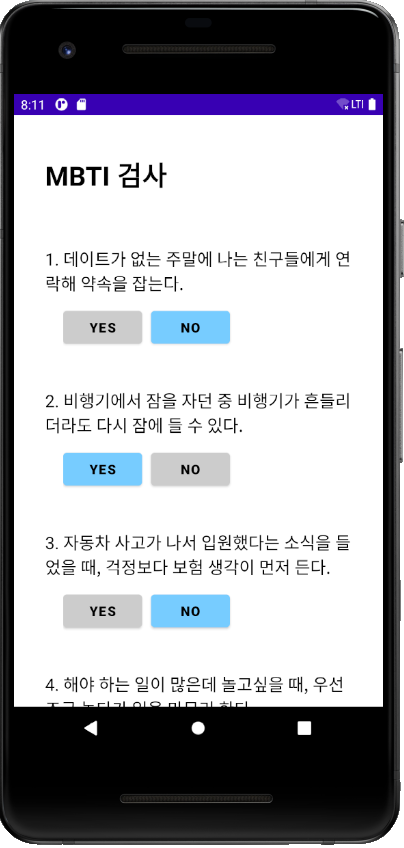 8:11 LTE
MBTI 검사
1. 데이트가 없는 주말에 나는 친구들에게 연
락해 약속을 잡는다.
YES NO
2. 비행기에서 잠을 자던 중 비행기가 흔들리
더라도 다시 잠에 들 수 있다.
YES NO
3. 자동차 사고가 나서 입원했다는 소식을 들
었을 때, 걱정보다 보험 생각이 먼저 든다.
YES NO
4. 해야 하는 일이 많은데 놀고싶을 때, 우선